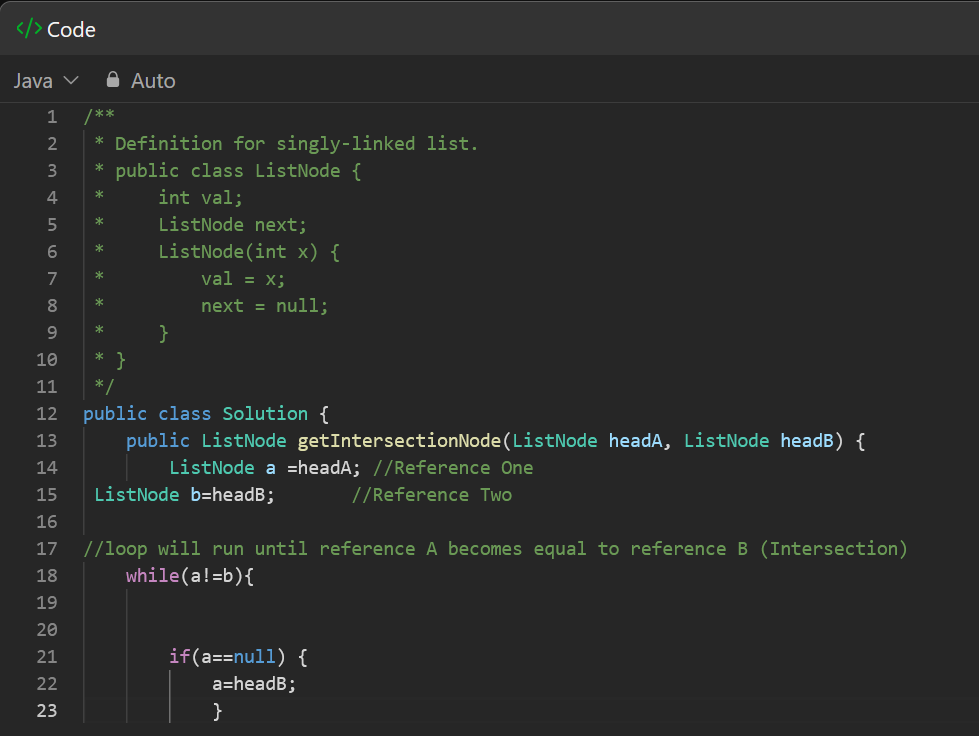 </> Code
Java Auto
1 /**
2  * Definition for singly-linked list.
3  * public class ListNode {
4  *     int val;
5  *     ListNode next;
6  *     ListNode(int x) {
7  *         val = x;
8  *         next = null;
9  *     }
10  * }
11  */
12 public class Solution {
13     public ListNode getIntersectionNode(ListNode headA, ListNode headB) {
14         ListNode a =headA; //Reference One
15  ListNode b=headB;       //Reference Two
16
17 //loop will run until reference A becomes equal to reference B (Intersection)
18     while(a!=b){
19
20
21         if(a==null) {
22             a=headB;
23             }